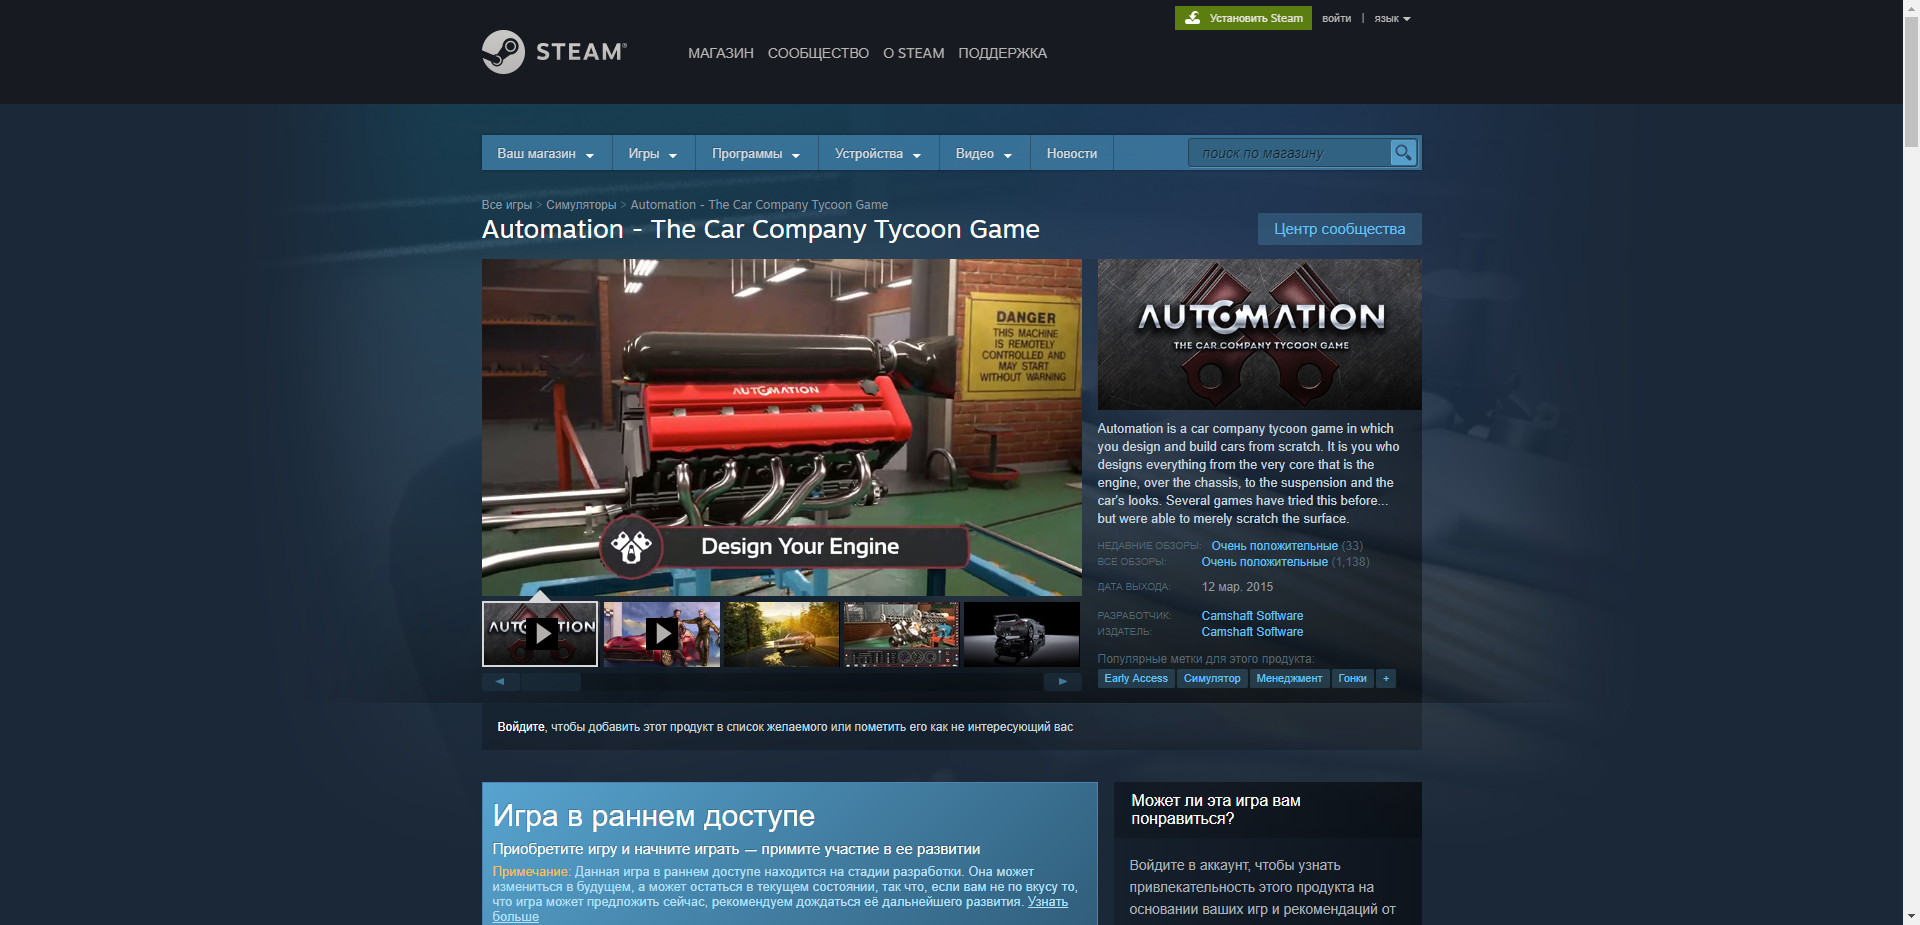 Установить Steam
войти | язык
STEAM®
МАГАЗИН СООБЩЕСТВО О STEAM ПОДДЕРЖКА
Ваш магазин Игры Программы Устройства Видео Новости поиск по магазину
Все игры > Симуляторы > Automation - The Car Company Tycoon Game
Automation - The Car Company Tycoon Game
Центр сообщества
DANGER
THIS MACHINE
IS REMOTELY
CONTROLLED AND
MAY START
WITHOUT WARNING
AUTOMATION
Design Your Engine
AUTOMATION
AUTOMATION
THE CAR COMPANY TYCOON GAME
Automation is a car company tycoon game in which
you design and build cars from scratch. It is you who
designs everything from the very core that is the
engine, over the chassis, to the suspension and the
car's looks. Several games have tried this before...
but were able to merely scratch the surface.
НЕДАВНИЕ ОБЗОРЫ: Очень положительные (33)
ВСЕ ОБЗОРЫ: Очень положительные (1,138)
ДАТА ВЫХОДА: 12 мар. 2015
РАЗРАБОТЧИК: Camshaft Software
ИЗДАТЕЛЬ: Camshaft Software
Популярные метки для этого продукта:
Early Access Симулятор Менеджмент Гонки +
Войдите, чтобы добавить этот продукт в список желаемого или пометить его как не интересующий вас
Игра в раннем доступе
Приобретите игру и начните играть — примите участие в ее развитии
Примечание: Данная игра в раннем доступе находится на стадии разработки. Она может
измениться в будущем, а может остаться в текущем состоянии, так что, если вам не по вкусу то,
что игра может предложить сейчас, рекомендуем дождаться её дальнейшего развития. Узнать
больше
Может ли эта игра вам
понравиться?
Войдите в аккаунт, чтобы узнать
привлекательность этого продукта на
основании ваших игр и рекомендаций от